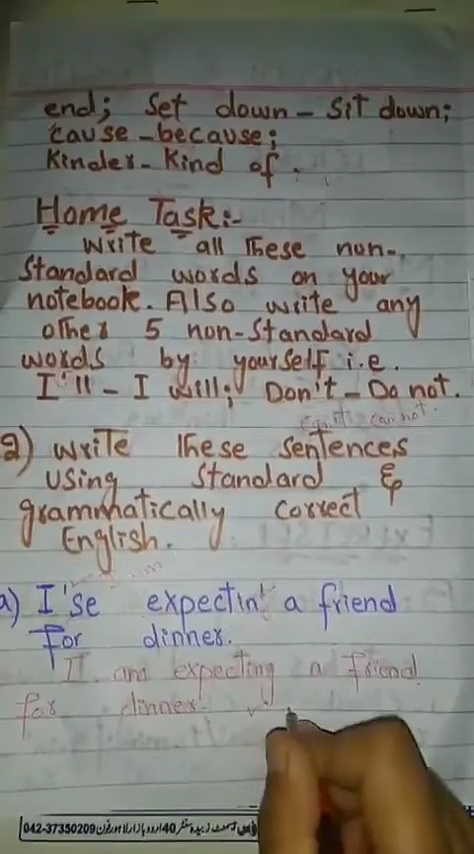 end; Set down - Sit down;
'cause - because;
Kinder - Kind of.
Home Task:-
Write all these non-
Standard words on your
notebook. Also write any
other 5 non-Standard
words by yourself i.e.
I'll - I will; Don't - Do not.
can not.
2) Write these sentences
using Standard &
grammatically correct
English.
am
a) I'se expectin' a friend
for dinner.
I am expecting a friend
for dinner.
042-37350209